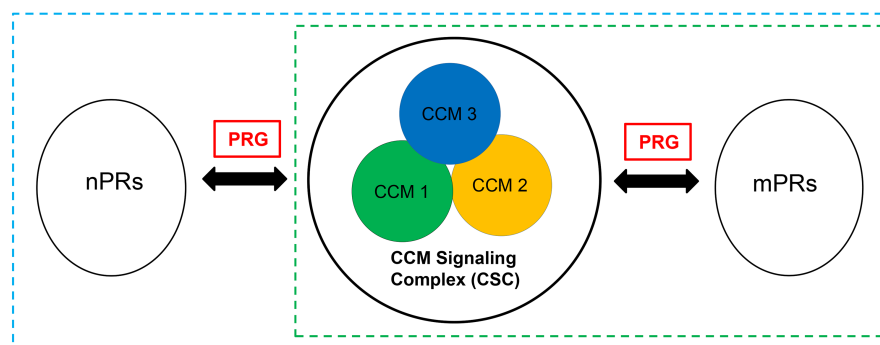 CCM 3
PRG
PRG
nPRs
mPRs
CCM 1
CCM 2
CCM Signaling
Complex (CSC)